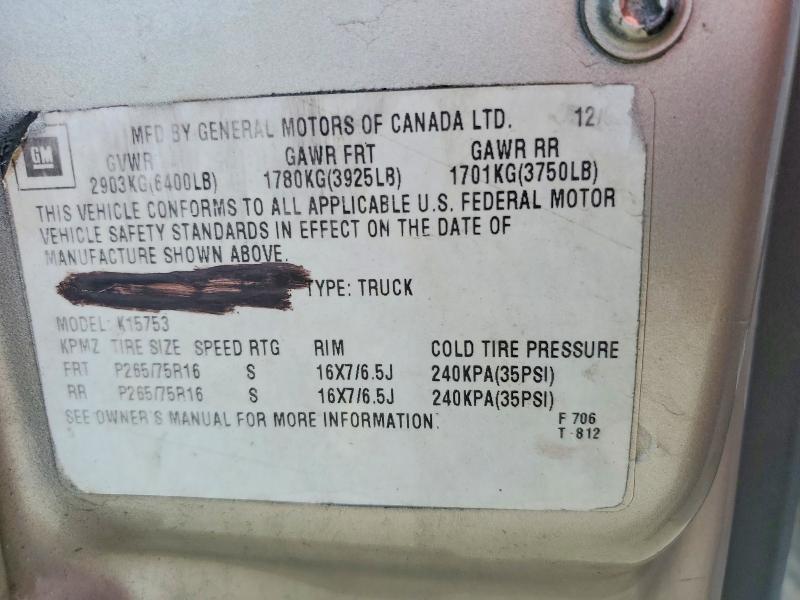 MFD BY GENERAL MOTORS OF CANADA LTD. 12/
GM
GVWR GAWR FRT GAWR RR
2903KG(6400LB) 1780KG(3925LB) 1701KG(3750LB)
THIS VEHICLE CONFORMS TO ALL APPLICABLE U.S. FEDERAL MOTOR
VEHICLE SAFETY STANDARDS IN EFFECT ON THE DATE OF
MANUFACTURE SHOWN ABOVE.
TYPE: TRUCK
MODEL: K15753
KPMZ TIRE SIZE SPEED RTG RIM COLD TIRE PRESSURE
FRT P265/75R16 S 16X7/6.5J 240KPA(35PSI)
RR P265/75R16 S 16X7/6.5J 240KPA(35PSI)
SEE OWNER'S MANUAL FOR MORE INFORMATION.
F 706
T 812